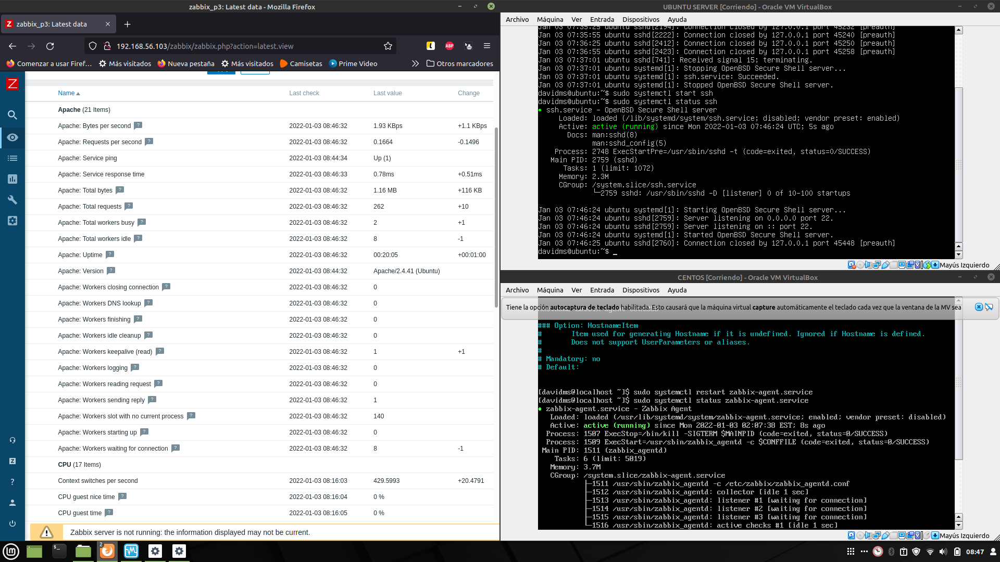 zabbix_p3: Latest data - Mozilla Firefox
zabbix_p3: Latest data
192.168.56.103/zabbix/zabbix.php?action=latest.view
Comenzar a usar Firef... Más visitados Nueva pestaña Más visitados Camisetas Prime Video Otros marcadores
Name Last check Last value Change
Apache (21 Items)
Apache: Bytes per second 2022-01-03 08:46:32 1.93 KBps +1.1 KBps
Apache: Requests per second 2022-01-03 08:46:32 0.1664 -0.1496
Apache: Service ping 2022-01-03 08:44:34 Up (1)
Apache: Service response time 2022-01-03 08:46:33 0.78ms +0.51ms
Apache: Total bytes 2022-01-03 08:46:32 1.16 MB +116 KB
Apache: Total requests 2022-01-03 08:46:32 262 +10
Apache: Total workers busy 2022-01-03 08:46:32 2 +1
Apache: Total workers idle 2022-01-03 08:46:32 8 -1
Apache: Uptime 2022-01-03 08:46:32 00:20:05 +00:01:00
Apache: Version 2022-01-03 08:44:32 Apache/2.4.41 (Ubuntu)
Apache: Workers closing connection 2022-01-03 08:46:32 0
Apache: Workers DNS lookup 2022-01-03 08:46:32 0
Apache: Workers finishing 2022-01-03 08:46:32 0
Apache: Workers idle cleanup 2022-01-03 08:46:32 0
Apache: Workers keepalive (read) 2022-01-03 08:46:32 1 +1
Apache: Workers logging 2022-01-03 08:46:32 0
Apache: Workers reading request 2022-01-03 08:46:32 0
Apache: Workers sending reply 2022-01-03 08:46:32 1
Apache: Workers slot with no current process 2022-01-03 08:46:32 140
Apache: Workers starting up 2022-01-03 08:46:32 0
Apache: Workers waiting for connection 2022-01-03 08:46:32 8 -1
CPU (17 Items)
Context switches per second 2022-01-03 08:16:03 429.5993 +20.4791
CPU guest nice time 2022-01-03 08:16:04 0 %
CPU guest time 2022-01-03 08:16:05 0 %
Zabbix server is not running: the information displayed may not be current.
UBUNTU SERVER [Corriendo] - Oracle VM VirtualBox
Archivo Máquina Ver Entrada Dispositivos Ayuda
Jan 03 07:35:25 ubuntu sshd[2194]: Connection closed by 127.0.0.1 port 45232 [preauth]
Jan 03 07:35:55 ubuntu sshd[2222]: Connection closed by 127.0.0.1 port 45240 [preauth]
Jan 03 07:36:25 ubuntu sshd[2412]: Connection closed by 127.0.0.1 port 45250 [preauth]
Jan 03 07:36:55 ubuntu sshd[2423]: Connection closed by 127.0.0.1 port 45258 [preauth]
Jan 03 07:37:01 ubuntu sshd[741]: Received signal 15; terminating.
Jan 03 07:37:01 ubuntu systemd[1]: Stopping OpenBSD Secure Shell server...
Jan 03 07:37:01 ubuntu systemd[1]: ssh.service: Succeeded.
Jan 03 07:37:01 ubuntu systemd[1]: Stopped OpenBSD Secure Shell server.
davidms@ubuntu:~$ sudo systemctl start ssh
davidms@ubuntu:~$ sudo systemctl status ssh
● ssh.service - OpenBSD Secure Shell server
Loaded: loaded (/lib/systemd/system/ssh.service; disabled; vendor preset: enabled)
Active: active (running) since Mon 2022-01-03 07:46:24 UTC; 5s ago
Docs: man:sshd(8)
man:sshd_config(5)
Process: 2748 ExecStartPre=/usr/sbin/sshd -t (code=exited, status=0/SUCCESS)
Main PID: 2759 (sshd)
Tasks: 1 (limit: 1072)
Memory: 2.3M
CGroup: /system.slice/ssh.service
└─2759 sshd: /usr/sbin/sshd -D [listener] 0 of 10-100 startups
Jan 03 07:46:24 ubuntu systemd[1]: Starting OpenBSD Secure Shell server...
Jan 03 07:46:24 ubuntu sshd[2759]: Server listening on 0.0.0.0 port 22.
Jan 03 07:46:24 ubuntu sshd[2759]: Server listening on :: port 22.
Jan 03 07:46:24 ubuntu systemd[1]: Started OpenBSD Secure Shell server.
Jan 03 07:46:25 ubuntu sshd[2760]: Connection closed by 127.0.0.1 port 45448 [preauth]
davidms@ubuntu:~$ _
Mayús Izquierdo
CENTOS [Corriendo] - Oracle VM VirtualBox
Archivo Máquina Ver Entrada Dispositivos Ayuda
Tiene la opción autocaptura de teclado habilitada. Esto causará que la máquina virtual capture automáticamente el teclado cada vez que la ventana de la MV sea
### Option: HostnameItem
# Item used for generating Hostname if it is undefined. Ignored if Hostname is defined.
# Does not support UserParameters or aliases.
#
# Mandatory: no
# Default:
[davidms@localhost ~]$ sudo systemctl restart zabbix-agent.service
[davidms@localhost ~]$ sudo systemctl status zabbix-agent.service
● zabbix-agent.service - Zabbix Agent
Loaded: loaded (/usr/lib/systemd/system/zabbix-agent.service; enabled; vendor preset: disabled)
Active: active (running) since Mon 2022-01-03 02:07:38 EST; 8s ago
Process: 1507 ExecStop=/bin/kill -SIGTERM $MAINPID (code=exited, status=0/SUCCESS)
Process: 1509 ExecStart=/usr/sbin/zabbix_agentd -c $CONFFILE (code=exited, status=0/SUCCESS)
Main PID: 1511 (zabbix_agentd)
Tasks: 6 (limit: 5019)
Memory: 3.7M
CGroup: /system.slice/zabbix-agent.service
├─1511 /usr/sbin/zabbix_agentd -c /etc/zabbix/zabbix_agentd.conf
├─1512 /usr/sbin/zabbix_agentd: collector [idle 1 sec]
├─1513 /usr/sbin/zabbix_agentd: listener #1 [waiting for connection]
├─1514 /usr/sbin/zabbix_agentd: listener #2 [waiting for connection]
├─1515 /usr/sbin/zabbix_agentd: listener #3 [waiting for connection]
└─1516 /usr/sbin/zabbix_agentd: active checks #1 [idle 1 sec]
Mayús Izquierdo
2
08:47